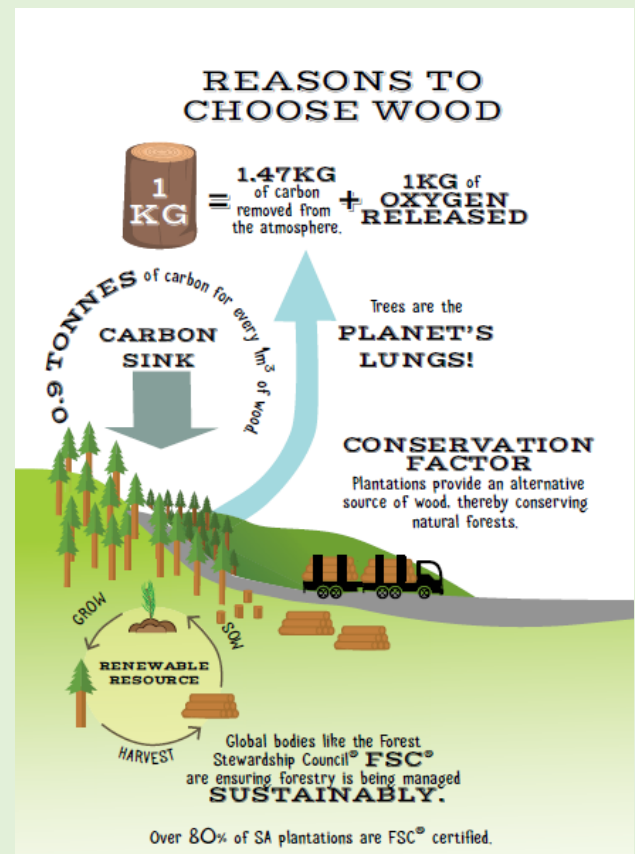 REASONS TO
CHOOSE WOOD
1
KG
=
1.47KG
of carbon
removed from
the atmosphere.
+
1KG of
OXYGEN
RELEASED
0.9 TONNES of carbon for every 1m³ of wood.
CARBON
SINK
Trees are the
PLANET'S
LUNGS!
CONSERVATION
FACTOR
Plantations provide an alternative
source of wood, thereby conserving
natural forests.
GROW
SOW
RENEWABLE
RESOURCE
HARVEST
Global bodies like the Forest
Stewardship Council® FSC®
are ensuring forestry is being managed
SUSTAINABLY.
Over 80% of SA plantations are FSC® certified.